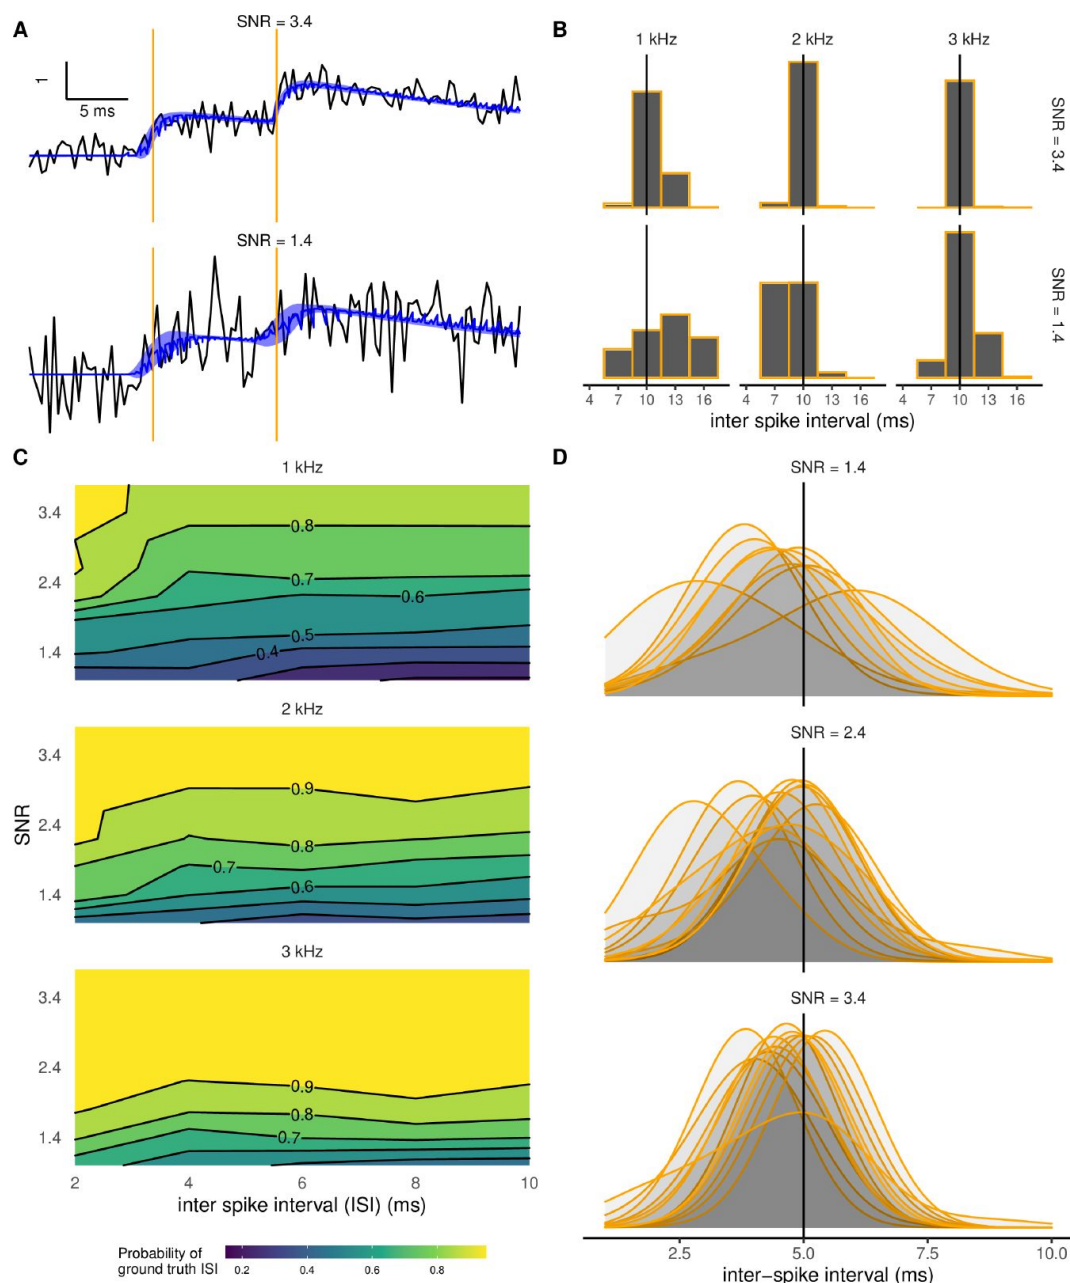 A
SNR = 3.4
1
5 ms
SNR = 1.4
B
1 kHz
2 kHz
3 kHz
SNR = 3.4
SNR = 1.4
4 7 10 13 16
4 7 10 13 16
4 7 10 13 16
inter spike interval (ms)
C
1 kHz
3.4
2.4
1.4
0.8
0.7
0.6
0.5
0.4
2 kHz
3.4
2.4
1.4
0.9
0.8
0.7
0.6
SNR
3 kHz
3.4
2.4
1.4
0.9
0.8
0.7
2 4 6 8 10
inter spike interval (ISI) (ms)
Probability of
ground truth ISI
0.2 0.4 0.6 0.8
D
SNR = 1.4
SNR = 2.4
SNR = 3.4
2.5 5.0 7.5 10.0
inter−spike interval (ms)